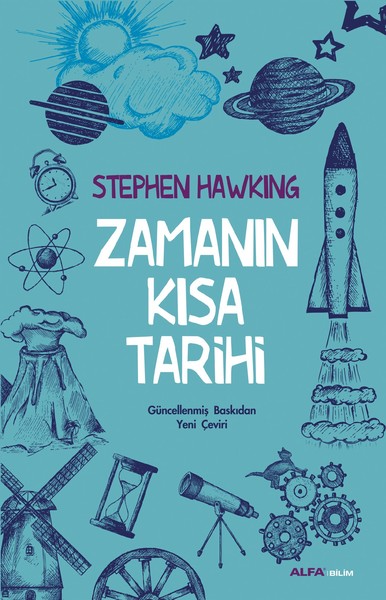 STEPHEN HAWKING
ZAMANIN
KISA
TARİHİ
Güncellenmiş Baskıdan
Yeni Çeviri
ALFA | BİLİM